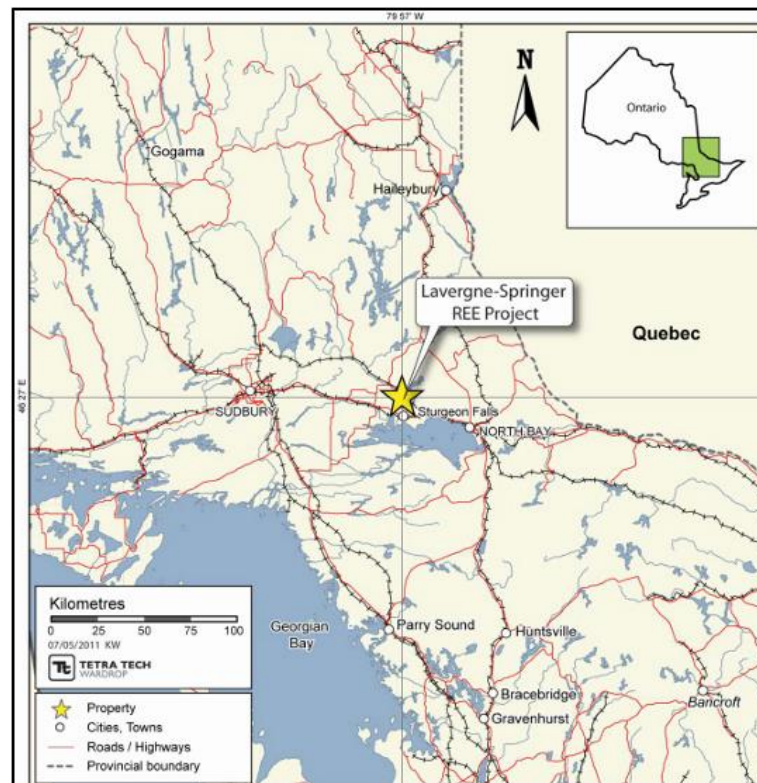 79 57' W
N
Ontario
Gogama
Haileybury
Lavergne-Springer
REE Project
Quebec
46 27' E
SUDBURY
Sturgeon Falls
NORTH BAY
Kilometres
0 25 50 75 100
07/05/2011 KW
Tt TETRA TECH
WARDROP
Georgian
Bay
Parry Sound
Huntsville
Bracebridge
Gravenhurst
Bancroft
Property
Cities, Towns
Roads / Highways
Provincial boundary